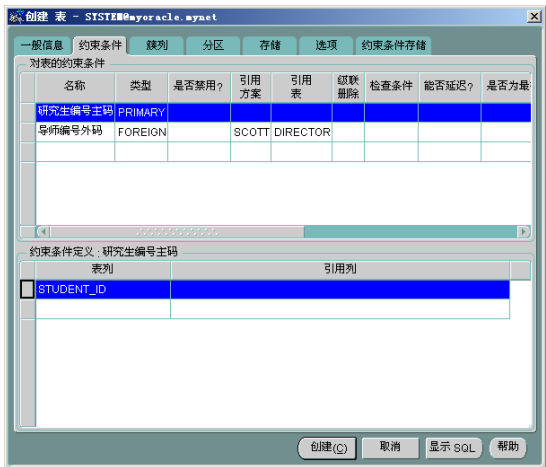 创建 表 - SYSTEM@myoracle.mynet
一般信息 约束条件 簇列 分区 存储 选项 约束条件存储
对表的约束条件
名称 类型 是否禁用? 引用方案 引用表 级联删除 检查条件 能否延迟? 是否为最
研究生编号主码 PRIMARY
导师编号外码 FOREIGN SCOTT DIRECTOR
约束条件定义:研究生编号主码
表列 引用列
STUDENT_ID
创建(C) 取消 显示 SQL 帮助